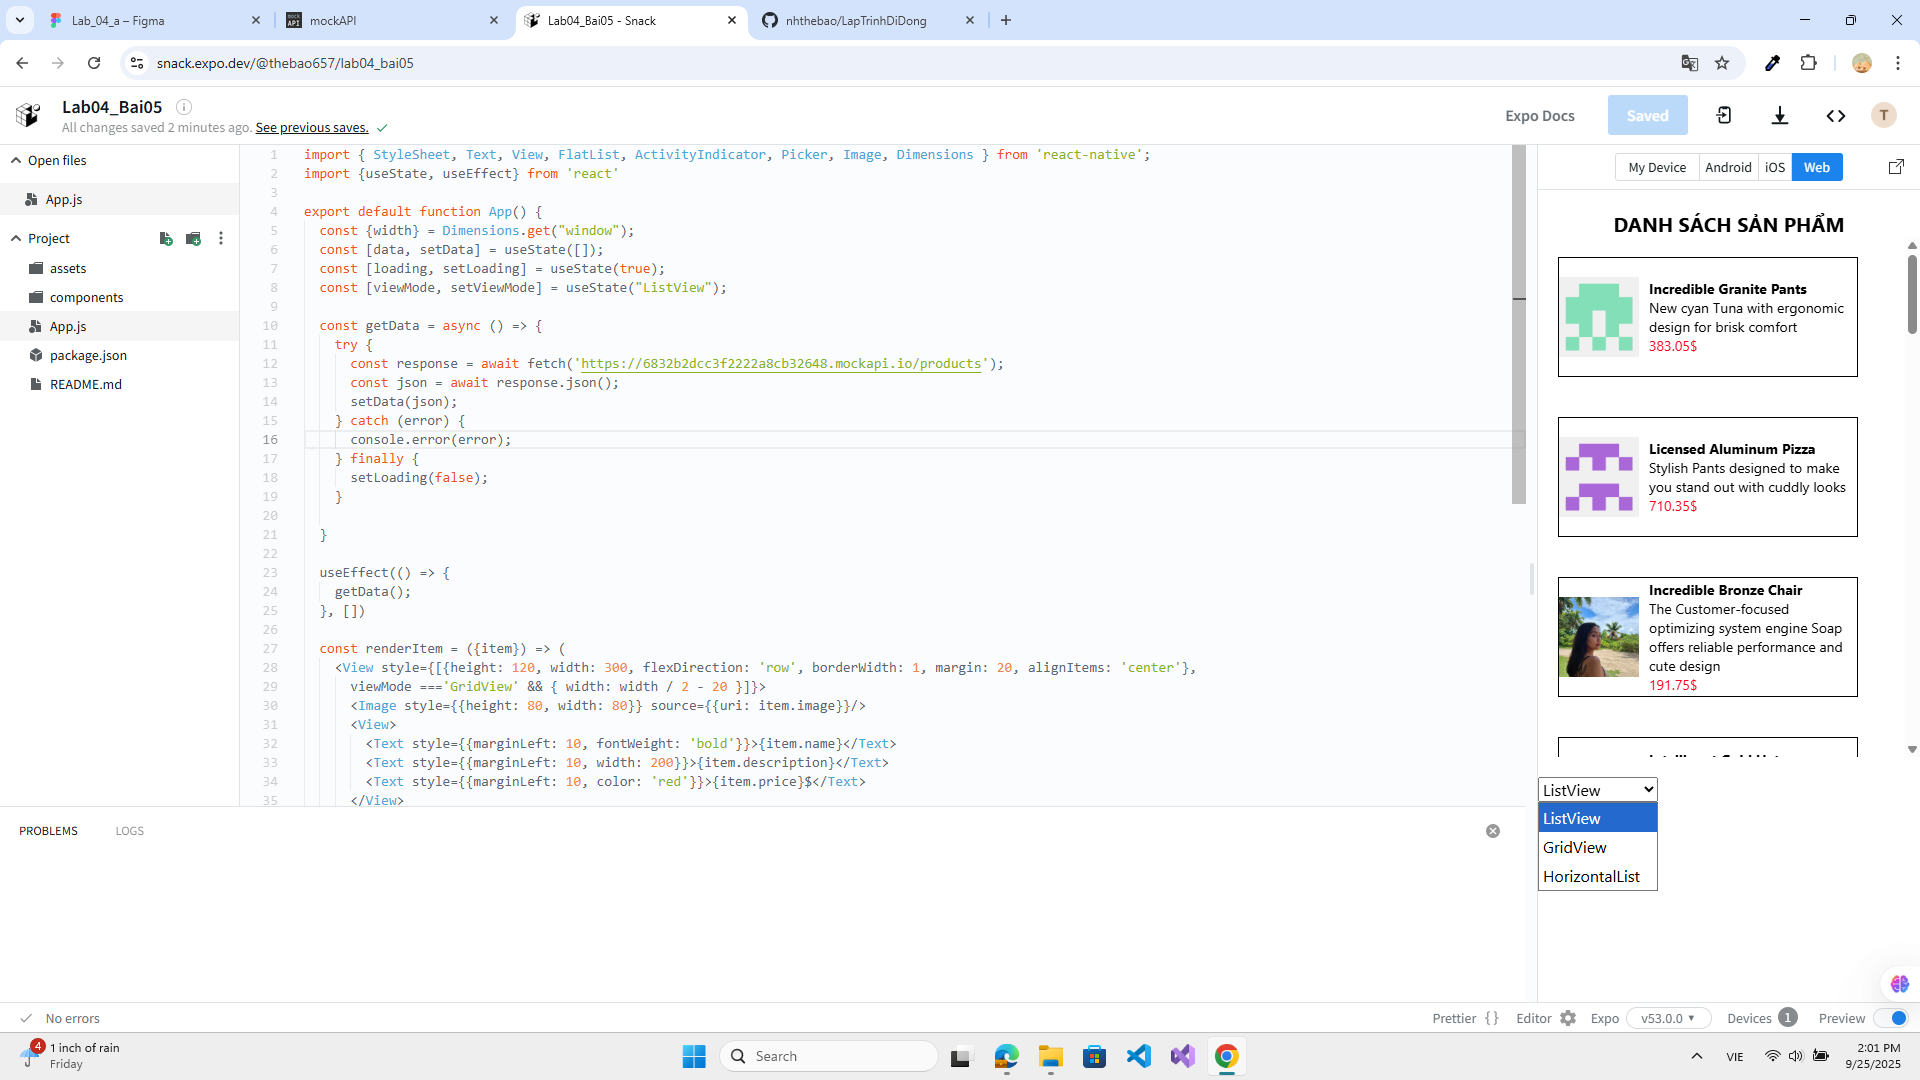 Lab_04_a – Figma
mockAPI
Lab04_Bai05 - Snack
nhthebao/LapTrinhDiDong
snack.expo.dev/@thebao657/lab04_bai05
Lab04_Bai05
All changes saved 2 minutes ago. See previous saves.
Expo Docs
Saved
T
Open files
App.js
Project
assets
components
App.js
package.json
README.md
1 import { StyleSheet, Text, View, FlatList, ActivityIndicator, Picker, Image, Dimensions } from 'react-native';
2 import {useState, useEffect} from 'react'
3
4 export default function App() {
5 const {width} = Dimensions.get("window");
6 const [data, setData] = useState([]);
7 const [loading, setLoading] = useState(true);
8 const [viewMode, setViewMode] = useState("ListView");
9
10 const getData = async () => {
11 try {
12 const response = await fetch('https://6832b2dcc3f2222a8cb32648.mockapi.io/products');
13 const json = await response.json();
14 setData(json);
15 } catch (error) {
16 console.error(error);
17 } finally {
18 setLoading(false);
19 }
20
21 }
22
23 useEffect(() => {
24 getData();
25 }, [])
26
27 const renderItem = ({item}) => (
28 <View style={[{height: 120, width: 300, flexDirection: 'row', borderWidth: 1, margin: 20, alignItems: 'center'},
29 viewMode ==='GridView' && { width: width / 2 - 20 }]}>
30 <Image style={{height: 80, width: 80}} source={{uri: item.image}}/>
31 <View>
32 <Text style={{marginLeft: 10, fontWeight: 'bold'}}>{item.name}</Text>
33 <Text style={{marginLeft: 10, width: 200}}>{item.description}</Text>
34 <Text style={{marginLeft: 10, color: 'red'}}>{item.price}$</Text>
35 </View>
My Device
Android
iOS
Web
DANH SÁCH SẢN PHẨM
Incredible Granite Pants
New cyan Tuna with ergonomic
design for brisk comfort
383.05$
Licensed Aluminum Pizza
Stylish Pants designed to make
you stand out with cuddly looks
710.35$
Incredible Bronze Chair
The Customer-focused
optimizing system engine Soap
offers reliable performance and
cute design
191.75$
ListView
ListView
GridView
HorizontalList
PROBLEMS
LOGS
No errors
Prettier {}
Editor
Expo
v53.0.0
Devices 1
Preview
4
1 inch of rain
Friday
Search
VIE
2:01 PM
9/25/2025